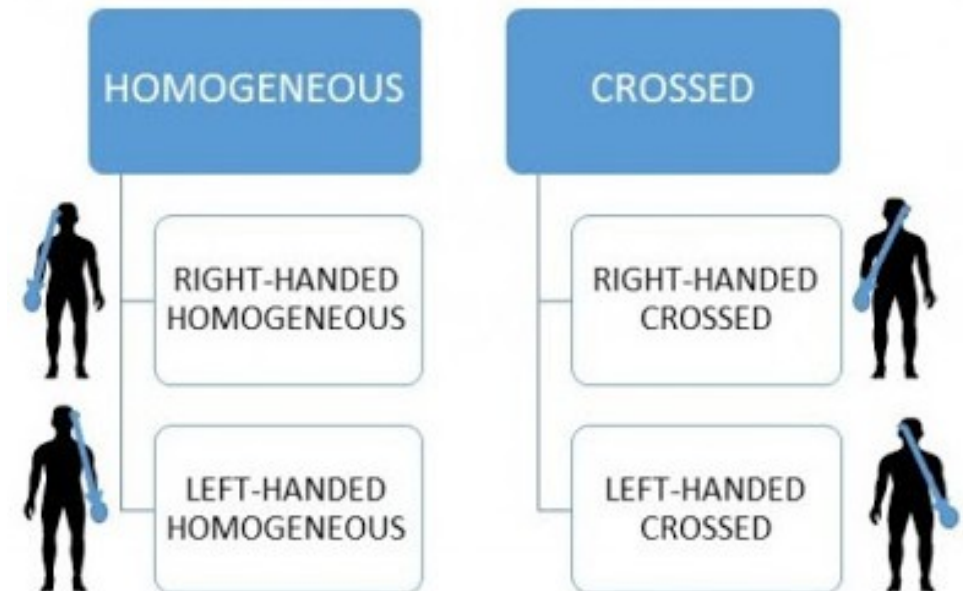 HOMOGENEOUS
CROSSED
RIGHT-HANDED
HOMOGENEOUS
RIGHT-HANDED
CROSSED
LEFT-HANDED
HOMOGENEOUS
LEFT-HANDED
CROSSED